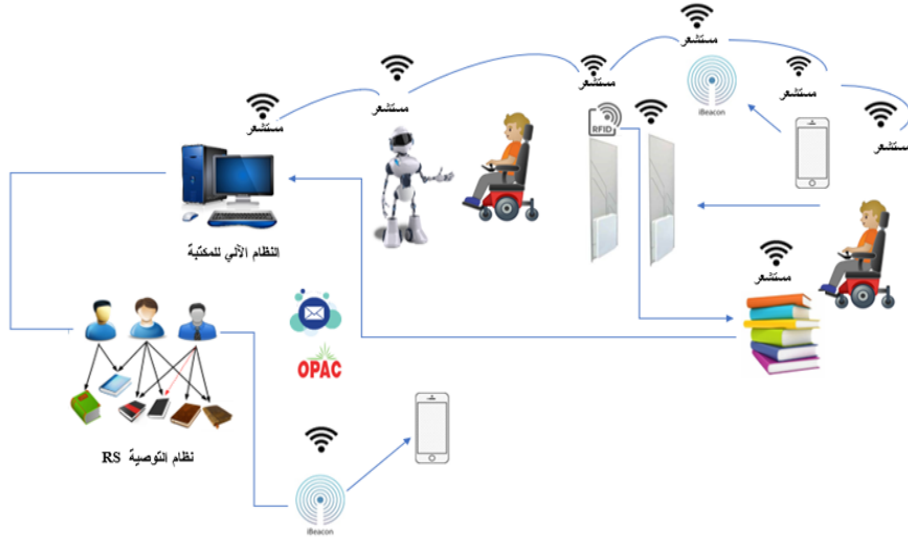 مستشعر
مستشعر
مستشعر
مستشعر
مستشعر
مستشعر
iBeacon
RFID
النظام الآلي للمكتبة
مستشعر
OPAC
نظام التوصية RS
iBeacon